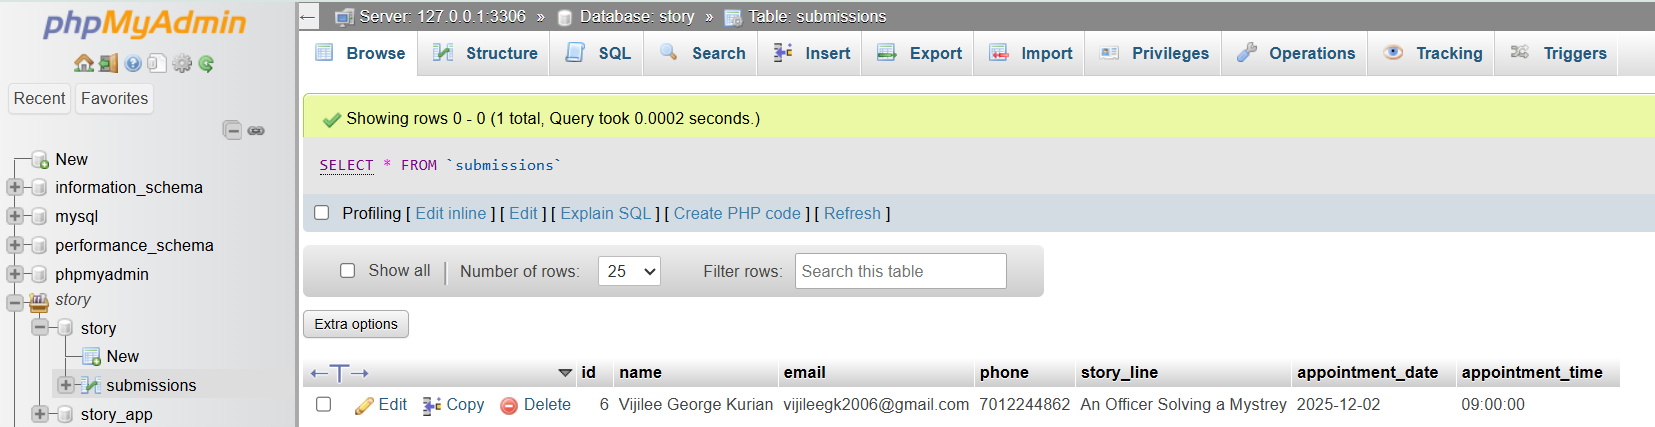 phpMyAdmin
Recent Favorites
New
information_schema
mysql
performance_schema
phpmyadmin
story
story
New
submissions
story_app
Server: 127.0.0.1:3306 » Database: story » Table: submissions
Browse Structure SQL Search Insert Export Import Privileges Operations Tracking Triggers
Showing rows 0 - 0 (1 total, Query took 0.0002 seconds.)
SELECT * FROM `submissions`
Profiling [ Edit inline ] [ Edit ] [ Explain SQL ] [ Create PHP code ] [ Refresh ]
Show all Number of rows: 25 Filter rows: Search this table
Extra options
id name email phone story_line appointment_date appointment_time
Edit Copy Delete 6 Vijilee George Kurian vijileegk2006@gmail.com 7012244862 An Officer Solving a Mystrey 2025-12-02 09:00:00